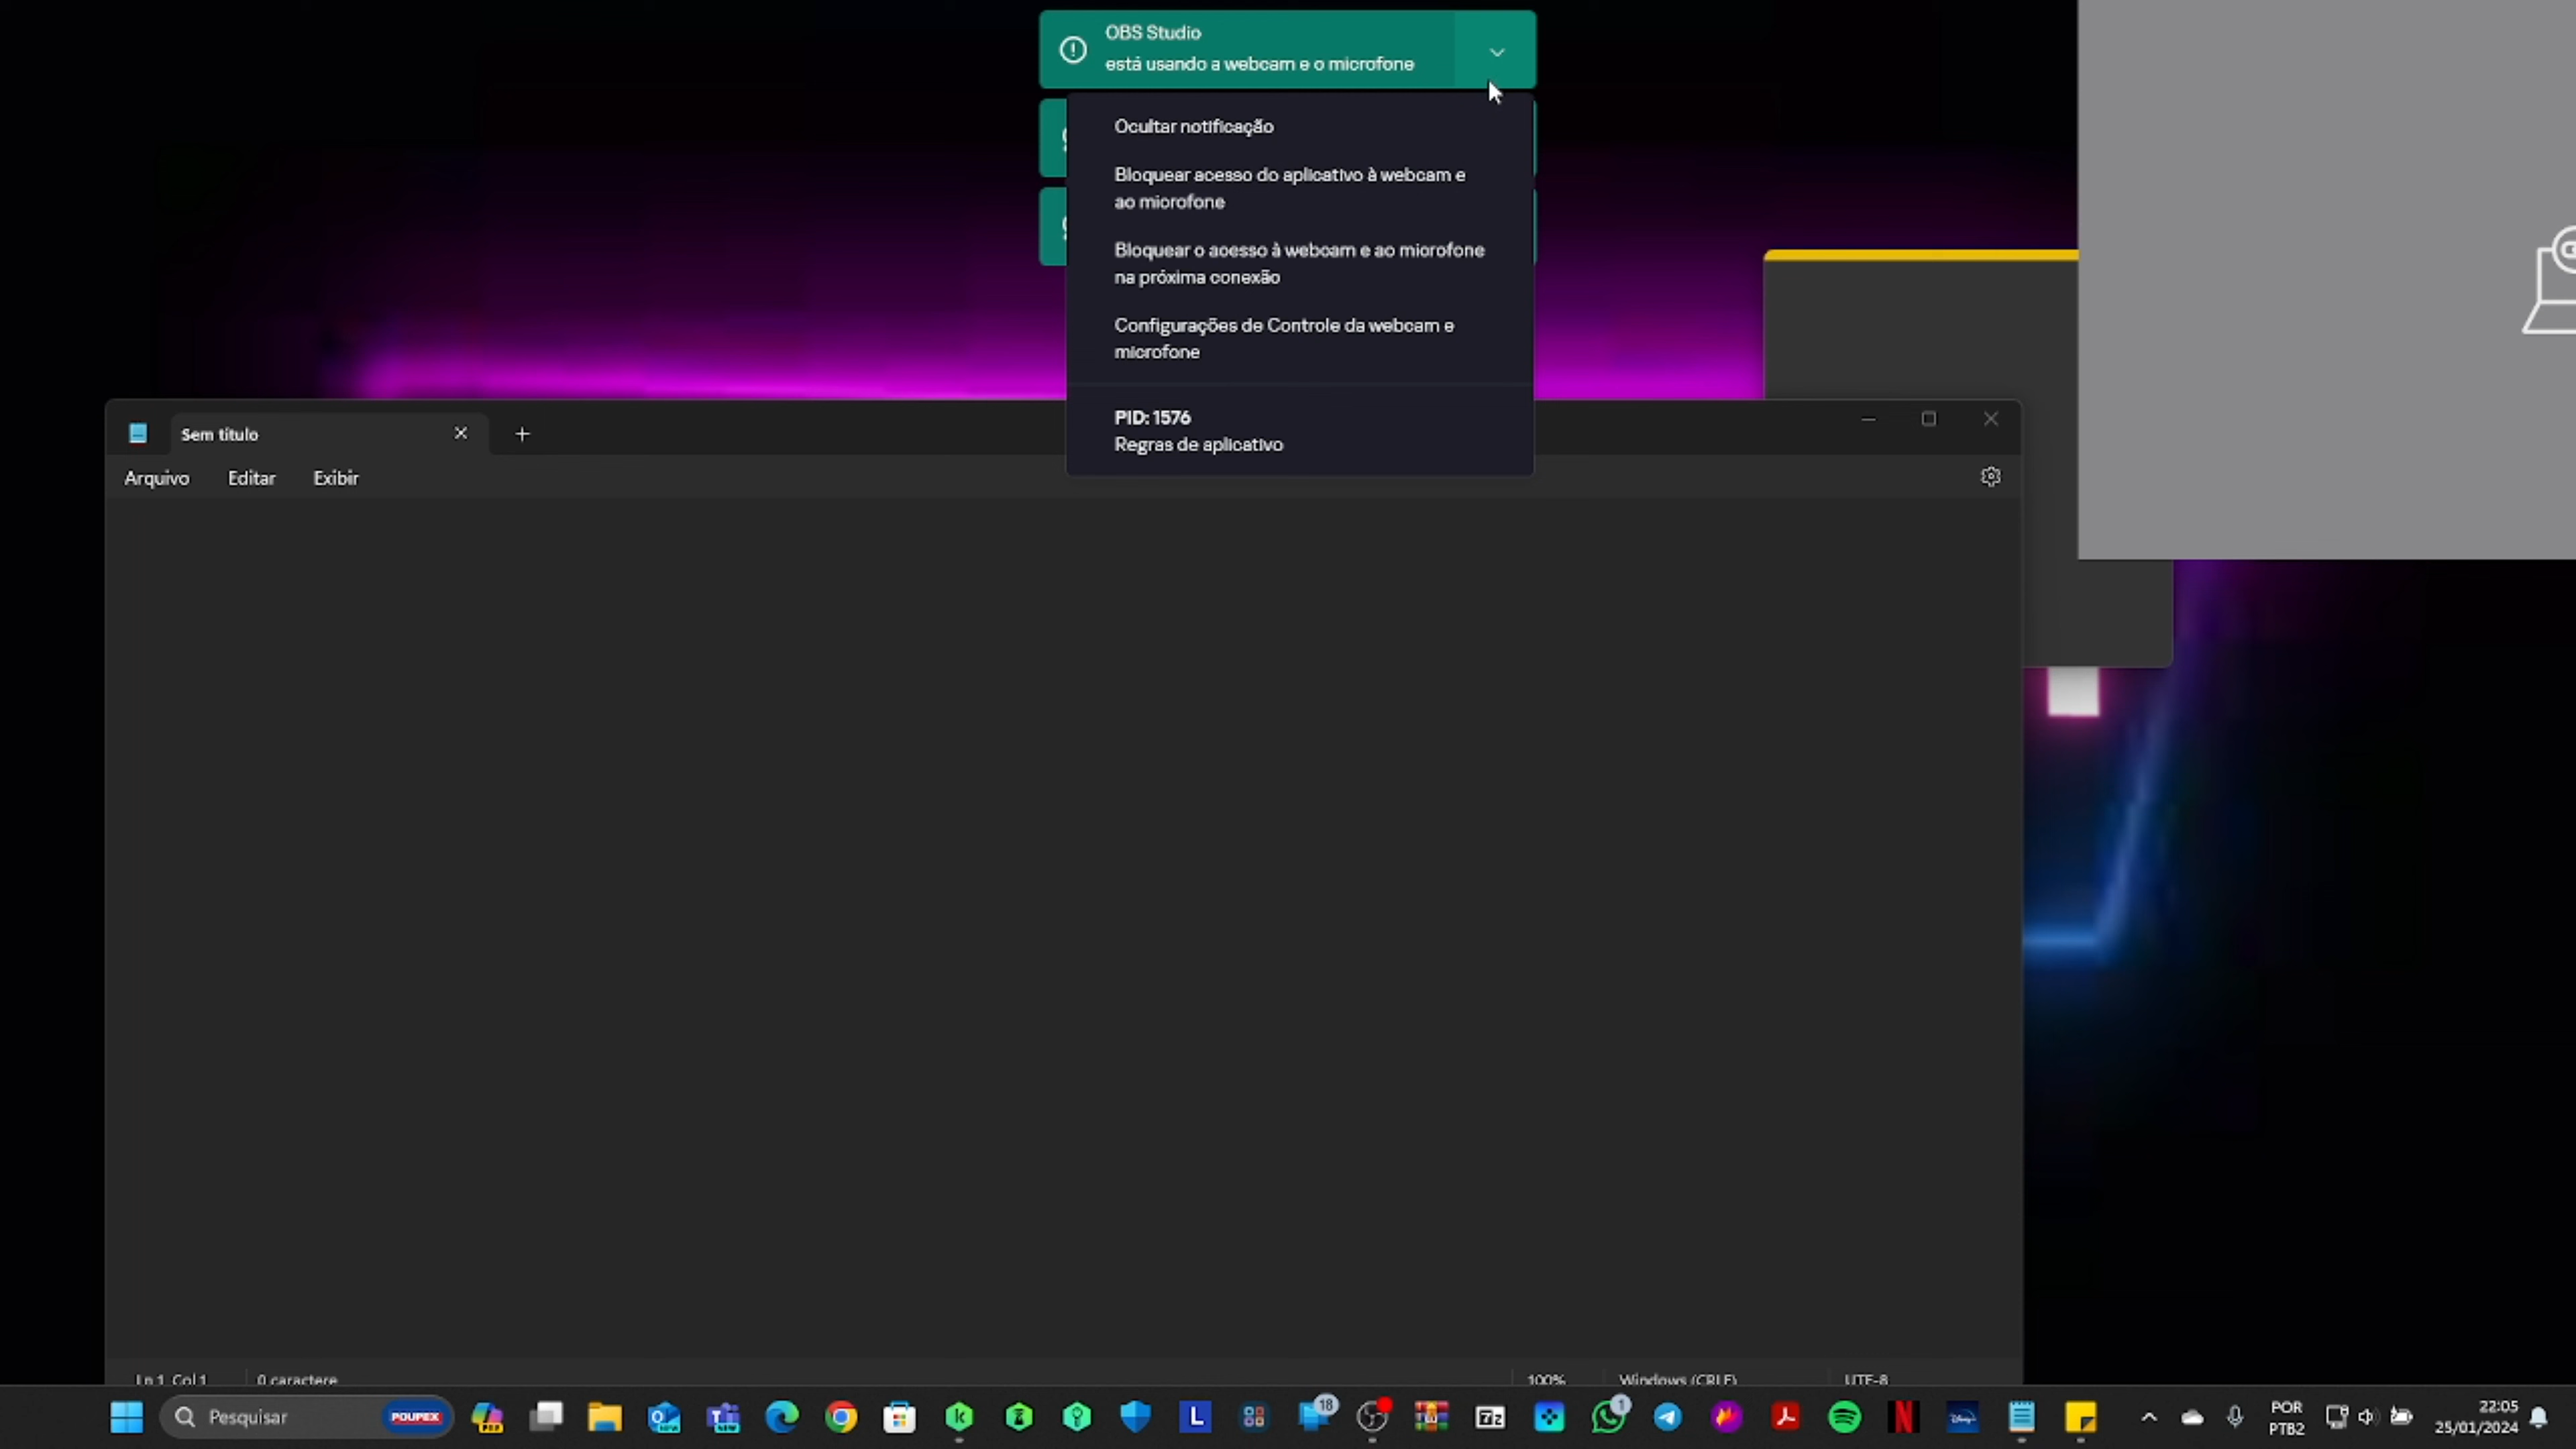 OBS Studio
está usando a webcam e o microfone
Ocultar notificação
Bloquear acesso do aplicativo à webcam e
ao microfone
Bloquear o acesso à webcam e ao microfone
na próxima conexão
Configurações de Controle da webcam e
microfone
PID: 1576
Regras de aplicativo
Sem título
Arquivo Editar Exibir
Ln 1, Col 1 0 caractere 100% Windows (CRLF) UTF-8
Pesquisar POUPEX
18
1
POR
PTB2
22:05
25/01/2024